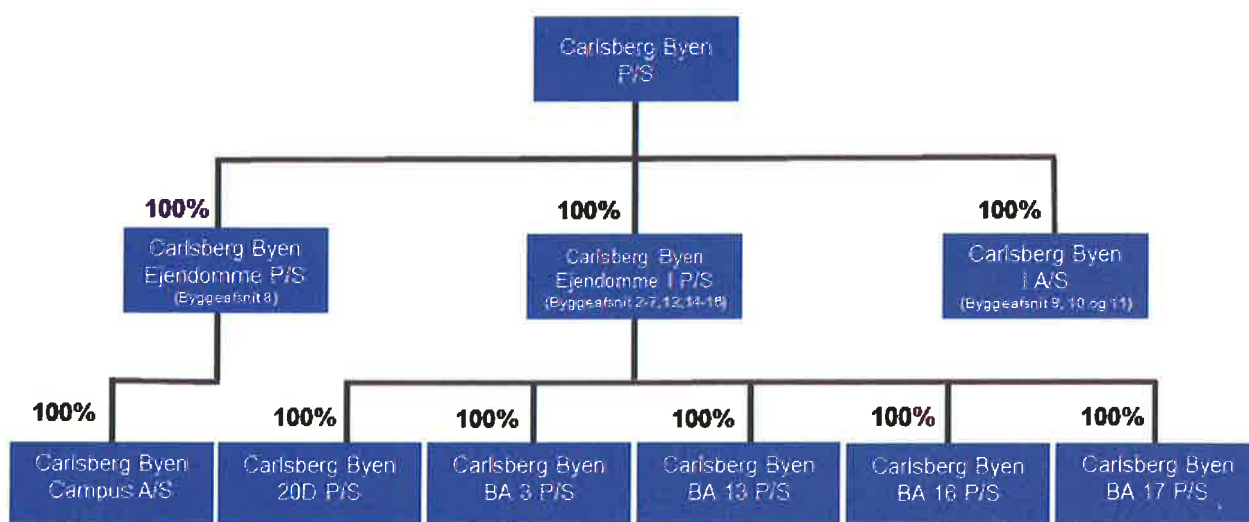 Carlsberg Byen
P/S
100%
Carlsberg Byen
Ejendomme P/S
(Byggeafsnit 8)
100%
Carlsberg Byen
Ejendomme I P/S
(Byggeafsnit 2-7, 12, 14-18)
100%
Carlsberg Byen
I A/S
(Byggeafsnit 9, 10 og 11)
100%
Carlsberg Byen
Campus A/S
100%
Carlsberg Byen
20D P/S
100%
Carlsberg Byen
BA 3 P/S
100%
Carlsberg Byen
BA 13 P/S
100%
Carlsberg Byen
BA 16 P/S
100%
Carlsberg Byen
BA 17 P/S